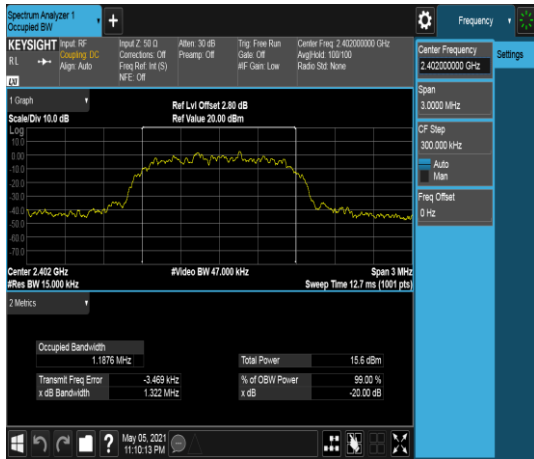 Spectrum Analyzer 1
Occupied BW
Frequency
KEYSIGHT
RL
LXI
Input: RF
Coupling: DC
Align: Auto
Input Z: 50 Ω
Corrections: Off
Freq Ref: Int (S)
NFE: Off
Atten: 30 dB
Preamp: Off
Trig: Free Run
Gate: Off
#IF Gain: Low
Center Freq: 2.402000000 GHz
Avg|Hold: 100/100
Radio Std: None
Center Frequency
2.402000000 GHz
Settings
Span
3.0000 MHz
CF Step
300.000 kHz
Auto
Man
Freq Offset
0 Hz
1 Graph
Scale/Div 10.0 dB
Ref Lvl Offset 2.80 dB
Ref Value 20.00 dBm
Log
10.0
0.00
-10.0
-20.0
-30.0
-40.0
-50.0
-60.0
-70.0
Center 2.402 GHz
#Res BW 15.000 kHz
#Video BW 47.000 kHz
Span 3 MHz
Sweep Time 12.7 ms (1001 pts)
2 Metrics
Occupied Bandwidth
1.1876 MHz
Total Power 15.6 dBm
Transmit Freq Error -3.469 kHz
% of OBW Power 99.00 %
x dB Bandwidth 1.322 MHz
x dB -20.00 dB
May 05, 2021
11:10:13 PM